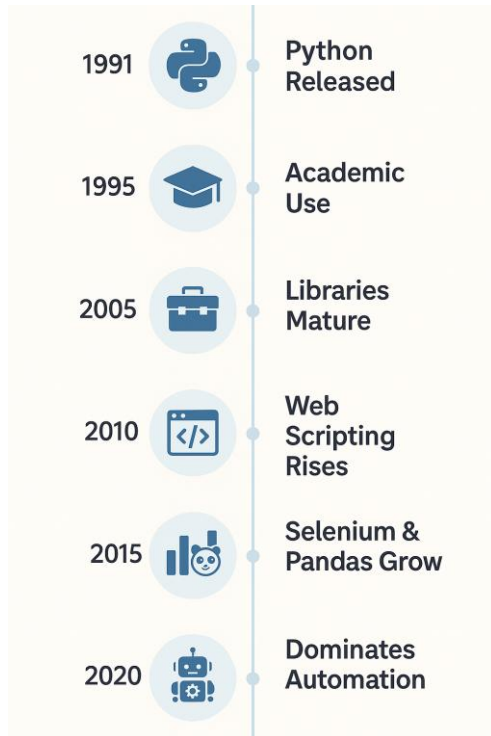 1991
Python
Released
1995
Academic
Use
2005
Libraries
Mature
2010
</>
Web
Scripting
Rises
2015
Selenium &
Pandas Grow
2020
Dominates
Automation